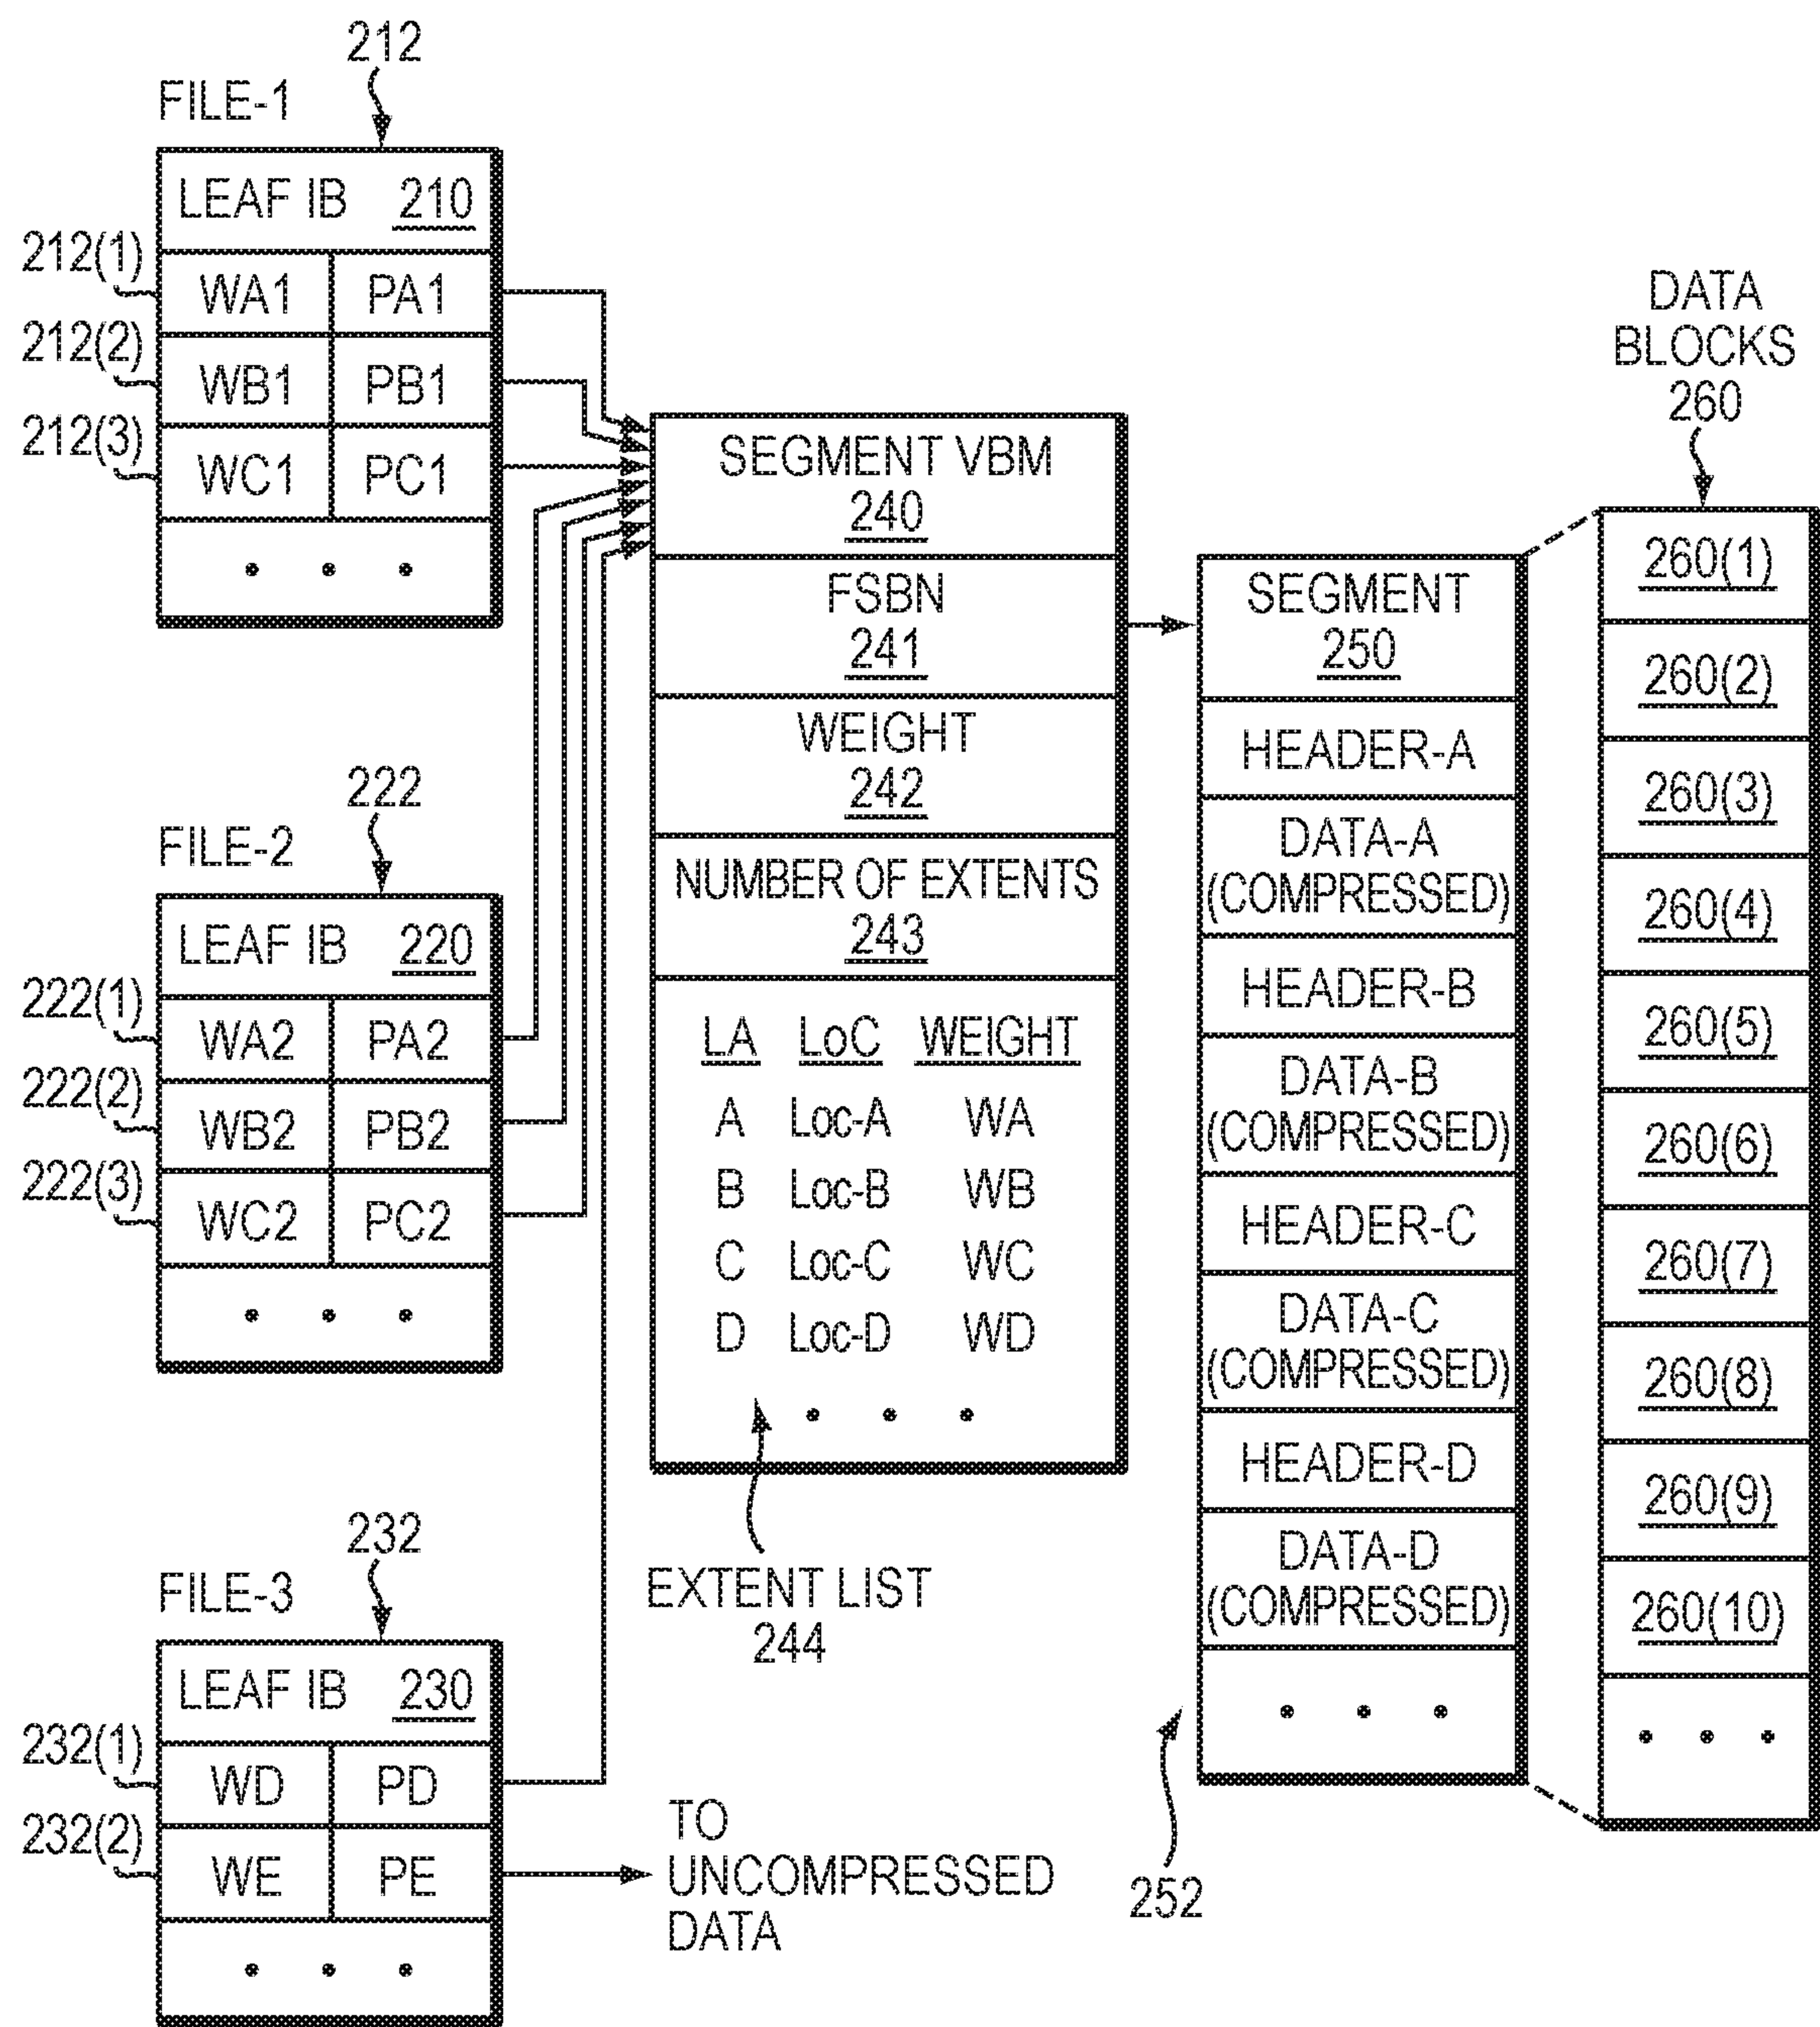 212
FILE-1
LEAF IB 210
212(1)
WA1 PA1
212(2)
WB1 PB1
212(3)
WC1 PC1
. . .
222
FILE-2
LEAF IB 220
222(1)
WA2 PA2
222(2)
WB2 PB2
222(3)
WC2 PC2
. . .
232
FILE-3
LEAF IB 230
232(1)
WD PD
232(2)
WE PE
. . .
TO
UNCOMPRESSED
DATA
SEGMENT VBM
240
FSBN
241
WEIGHT
242
NUMBER OF EXTENTS
243
LA LoC WEIGHT
A Loc-A WA
B Loc-B WB
C Loc-C WC
D Loc-D WD
. . .
EXTENT LIST
244
SEGMENT
250
HEADER-A
DATA-A
(COMPRESSED)
HEADER-B
DATA-B
(COMPRESSED)
HEADER-C
DATA-C
(COMPRESSED)
HEADER-D
DATA-D
(COMPRESSED)
. . .
252
DATA
BLOCKS
260
260(1)
260(2)
260(3)
260(4)
260(5)
260(6)
260(7)
260(8)
260(9)
260(10)
. . .